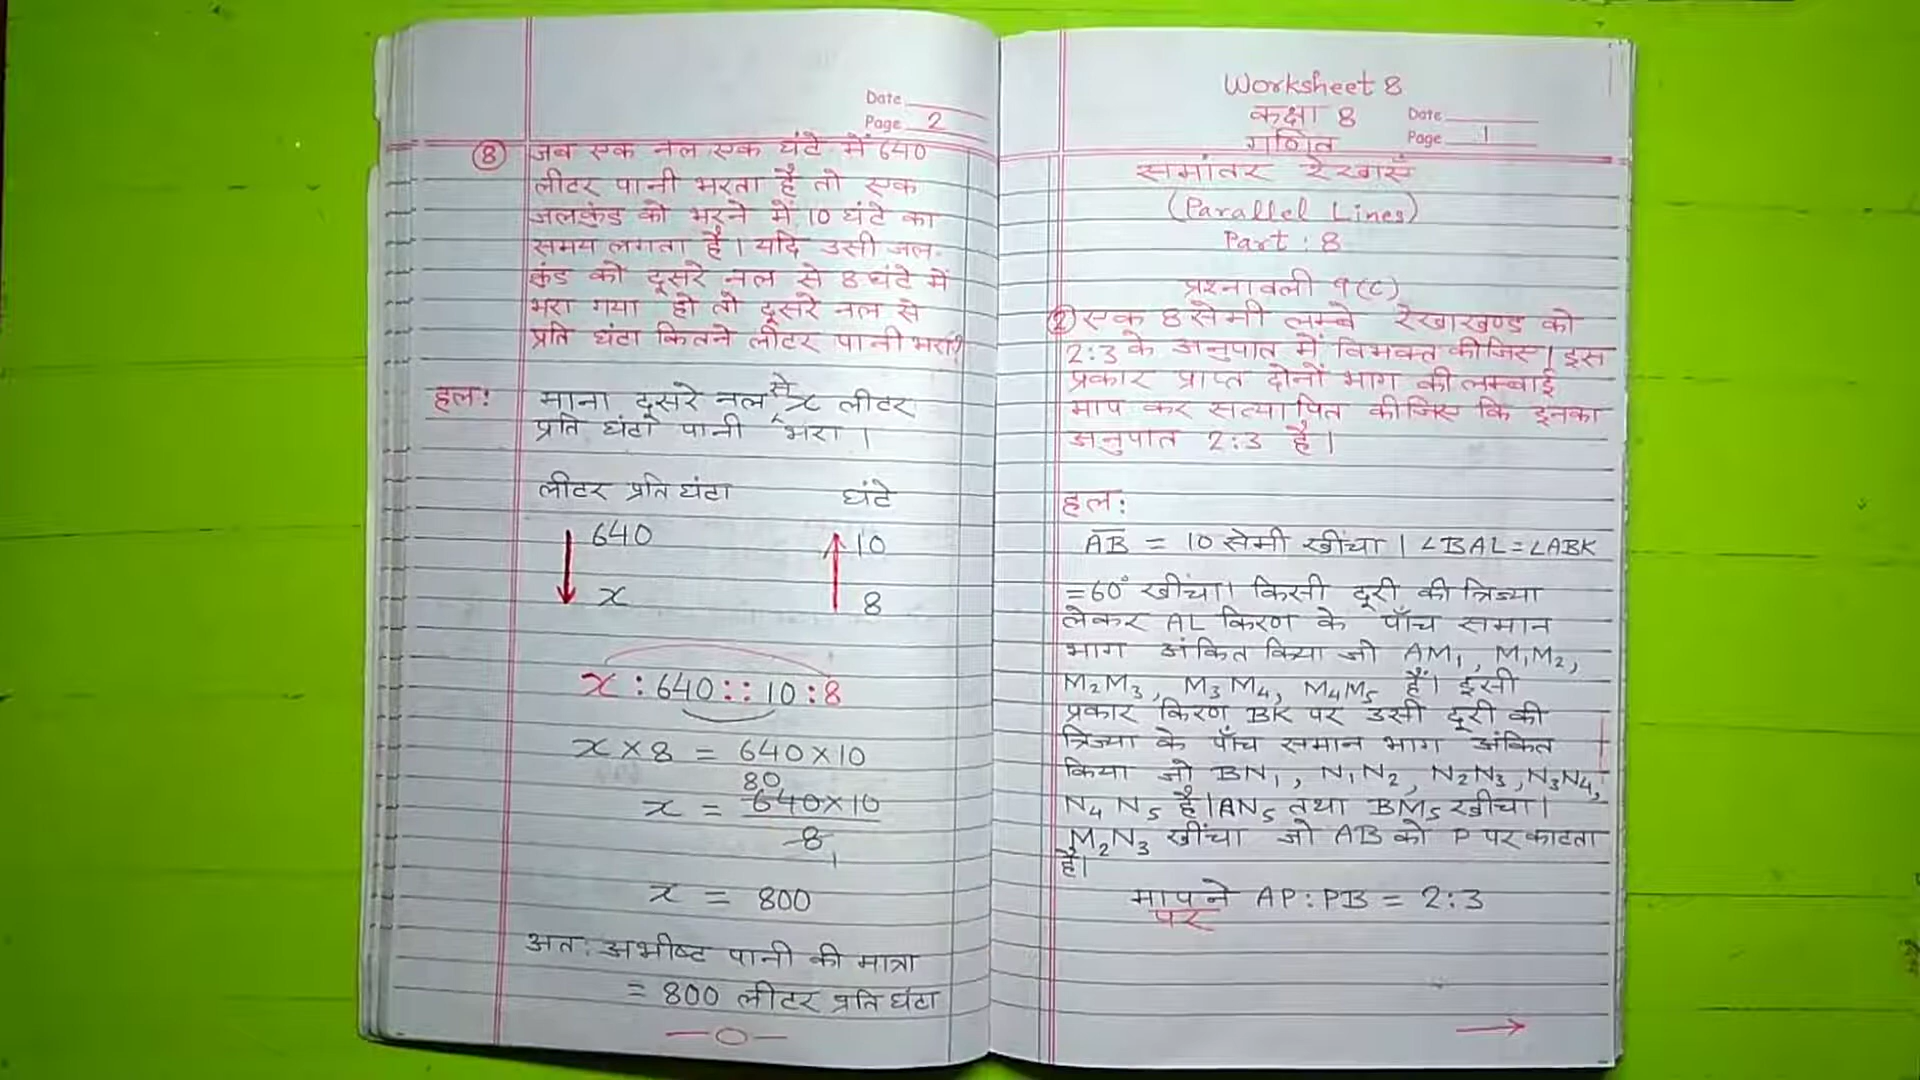 Date
Page 2
8 जब एक नल एक घंटे में 640
लीटर पानी भरता है तो एक
जलकुंड को भरने में 10 घंटे का
समय लगता है। यदि उसी जल-
कुंड को दूसरे नल से 8 घंटे में
भरा गया हो तो दूसरे नल से
प्रति घंटा कितने लीटर पानी भरा?
हल: माना दूसरे नल से x लीटर
प्रति घंटा पानी भरा।
लीटर प्रति घंटा घंटे
640 10
x 8
x : 640 :: 10 : 8
x × 8 = 640 × 10
80
x = 640×10
8
1
x = 800
अतः अभीष्ट पानी की मात्रा
= 800 लीटर प्रति घंटा
Worksheet 8
कक्षा 8
Date
गणित
Page 1
समांतर रेखाएँ
(Parallel Lines)
Part : 8
प्रश्नावली 9(c)
2 एक 8 सेमी लम्बे रेखाखण्ड को
2:3 के अनुपात में विभक्त कीजिए। इस
प्रकार प्राप्त दोनों भाग की लम्बाई
माप कर सत्यापित कीजिए कि इनका
अनुपात 2:3 है।
हल:
AB = 10 सेमी खींचा। ∠BAL = ∠ABK
= 60° खींचा। किसी दूरी की त्रिज्या
लेकर AL किरण के पाँच समान
भाग अंकित किया जो AM₁, M₁M₂,
M₂M₃, M₃M₄, M₄M₅ हैं। इसी
प्रकार किरण BK पर उसी दूरी की
त्रिज्या के पाँच समान भाग अंकित
किया जो BN₁, N₁N₂, N₂N₃, N₃N₄,
N₄N₅ है। AN₅ तथा BM₅ खींचा।
M₂N₃ खींचा जो AB को P पर काटता
है।
मापने पर AP:PB = 2:3